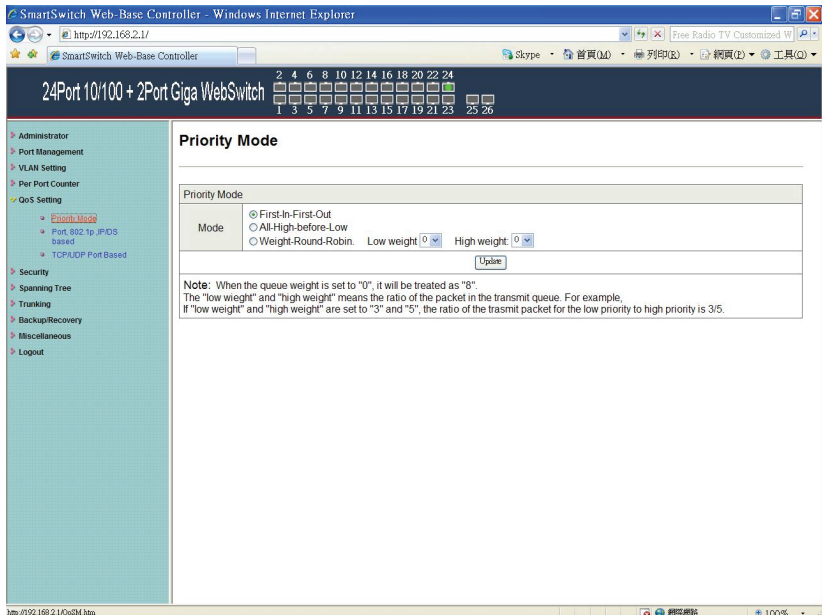 SmartSwitch Web-Base Controller - Windows Internet Explorer
http://192.168.2.1/
Free Radio TV Customized W
SmartSwitch Web-Base Controller
Skype 首頁(M) 列印(R) 網頁(P) 工具(O)
24Port 10/100 + 2Port Giga WebSwitch
2 4 6 8 10 12 14 16 18 20 22 24
1 3 5 7 9 11 13 15 17 19 21 23 25 26
Administrator
Port Management
VLAN Setting
Per Port Counter
QoS Setting
Priority Mode
Port, 802.1p ,IP/DS
based
TCP/UDP Port Based
Security
Spanning Tree
Trunking
Backup/Recovery
Miscellaneous
Logout
Priority Mode
Priority Mode
Mode
First-In-First-Out
All-High-before-Low
Weight-Round-Robin. Low weight: 0 High weight: 0
Update
Note: When the queue weight is set to "0", it will be treated as "8".
The "low wieght" and "high weight" means the ratio of the packet in the transmit queue. For example,
If "low weight" and "high weight" are set to "3" and "5", the ratio of the trasmit packet for the low priority to high priority is 3/5.
http://192.168.2.1/QoSM.htm
網際網路
100%